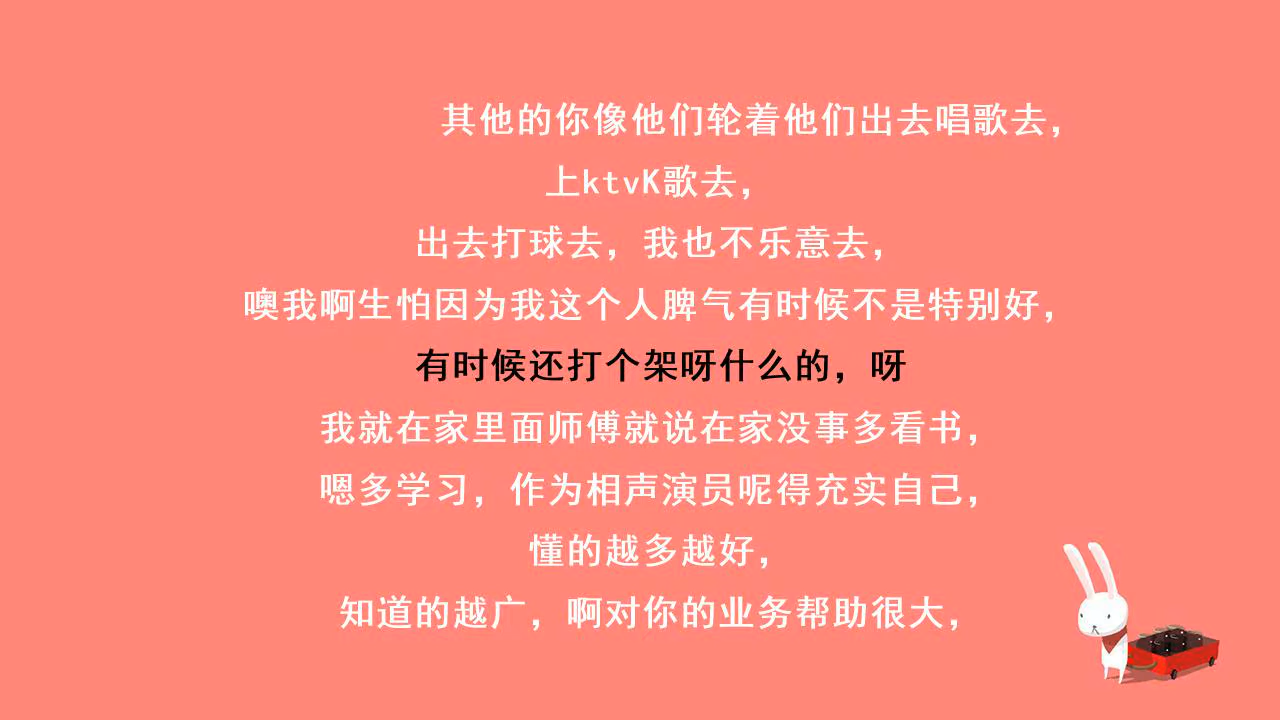 其他的你像他们轮着他们出去唱歌去，
上ktvK歌去，
出去打球去，我也不乐意去，
噢我啊生怕因为我这个人脾气有时候不是特别好，
有时候还打个架呀什么的，呀
我就在家里面师傅就说在家没事多看书，
嗯多学习，作为相声演员呢得充实自己，
懂的越多越好，
知道的越广，啊对你的业务帮助很大，